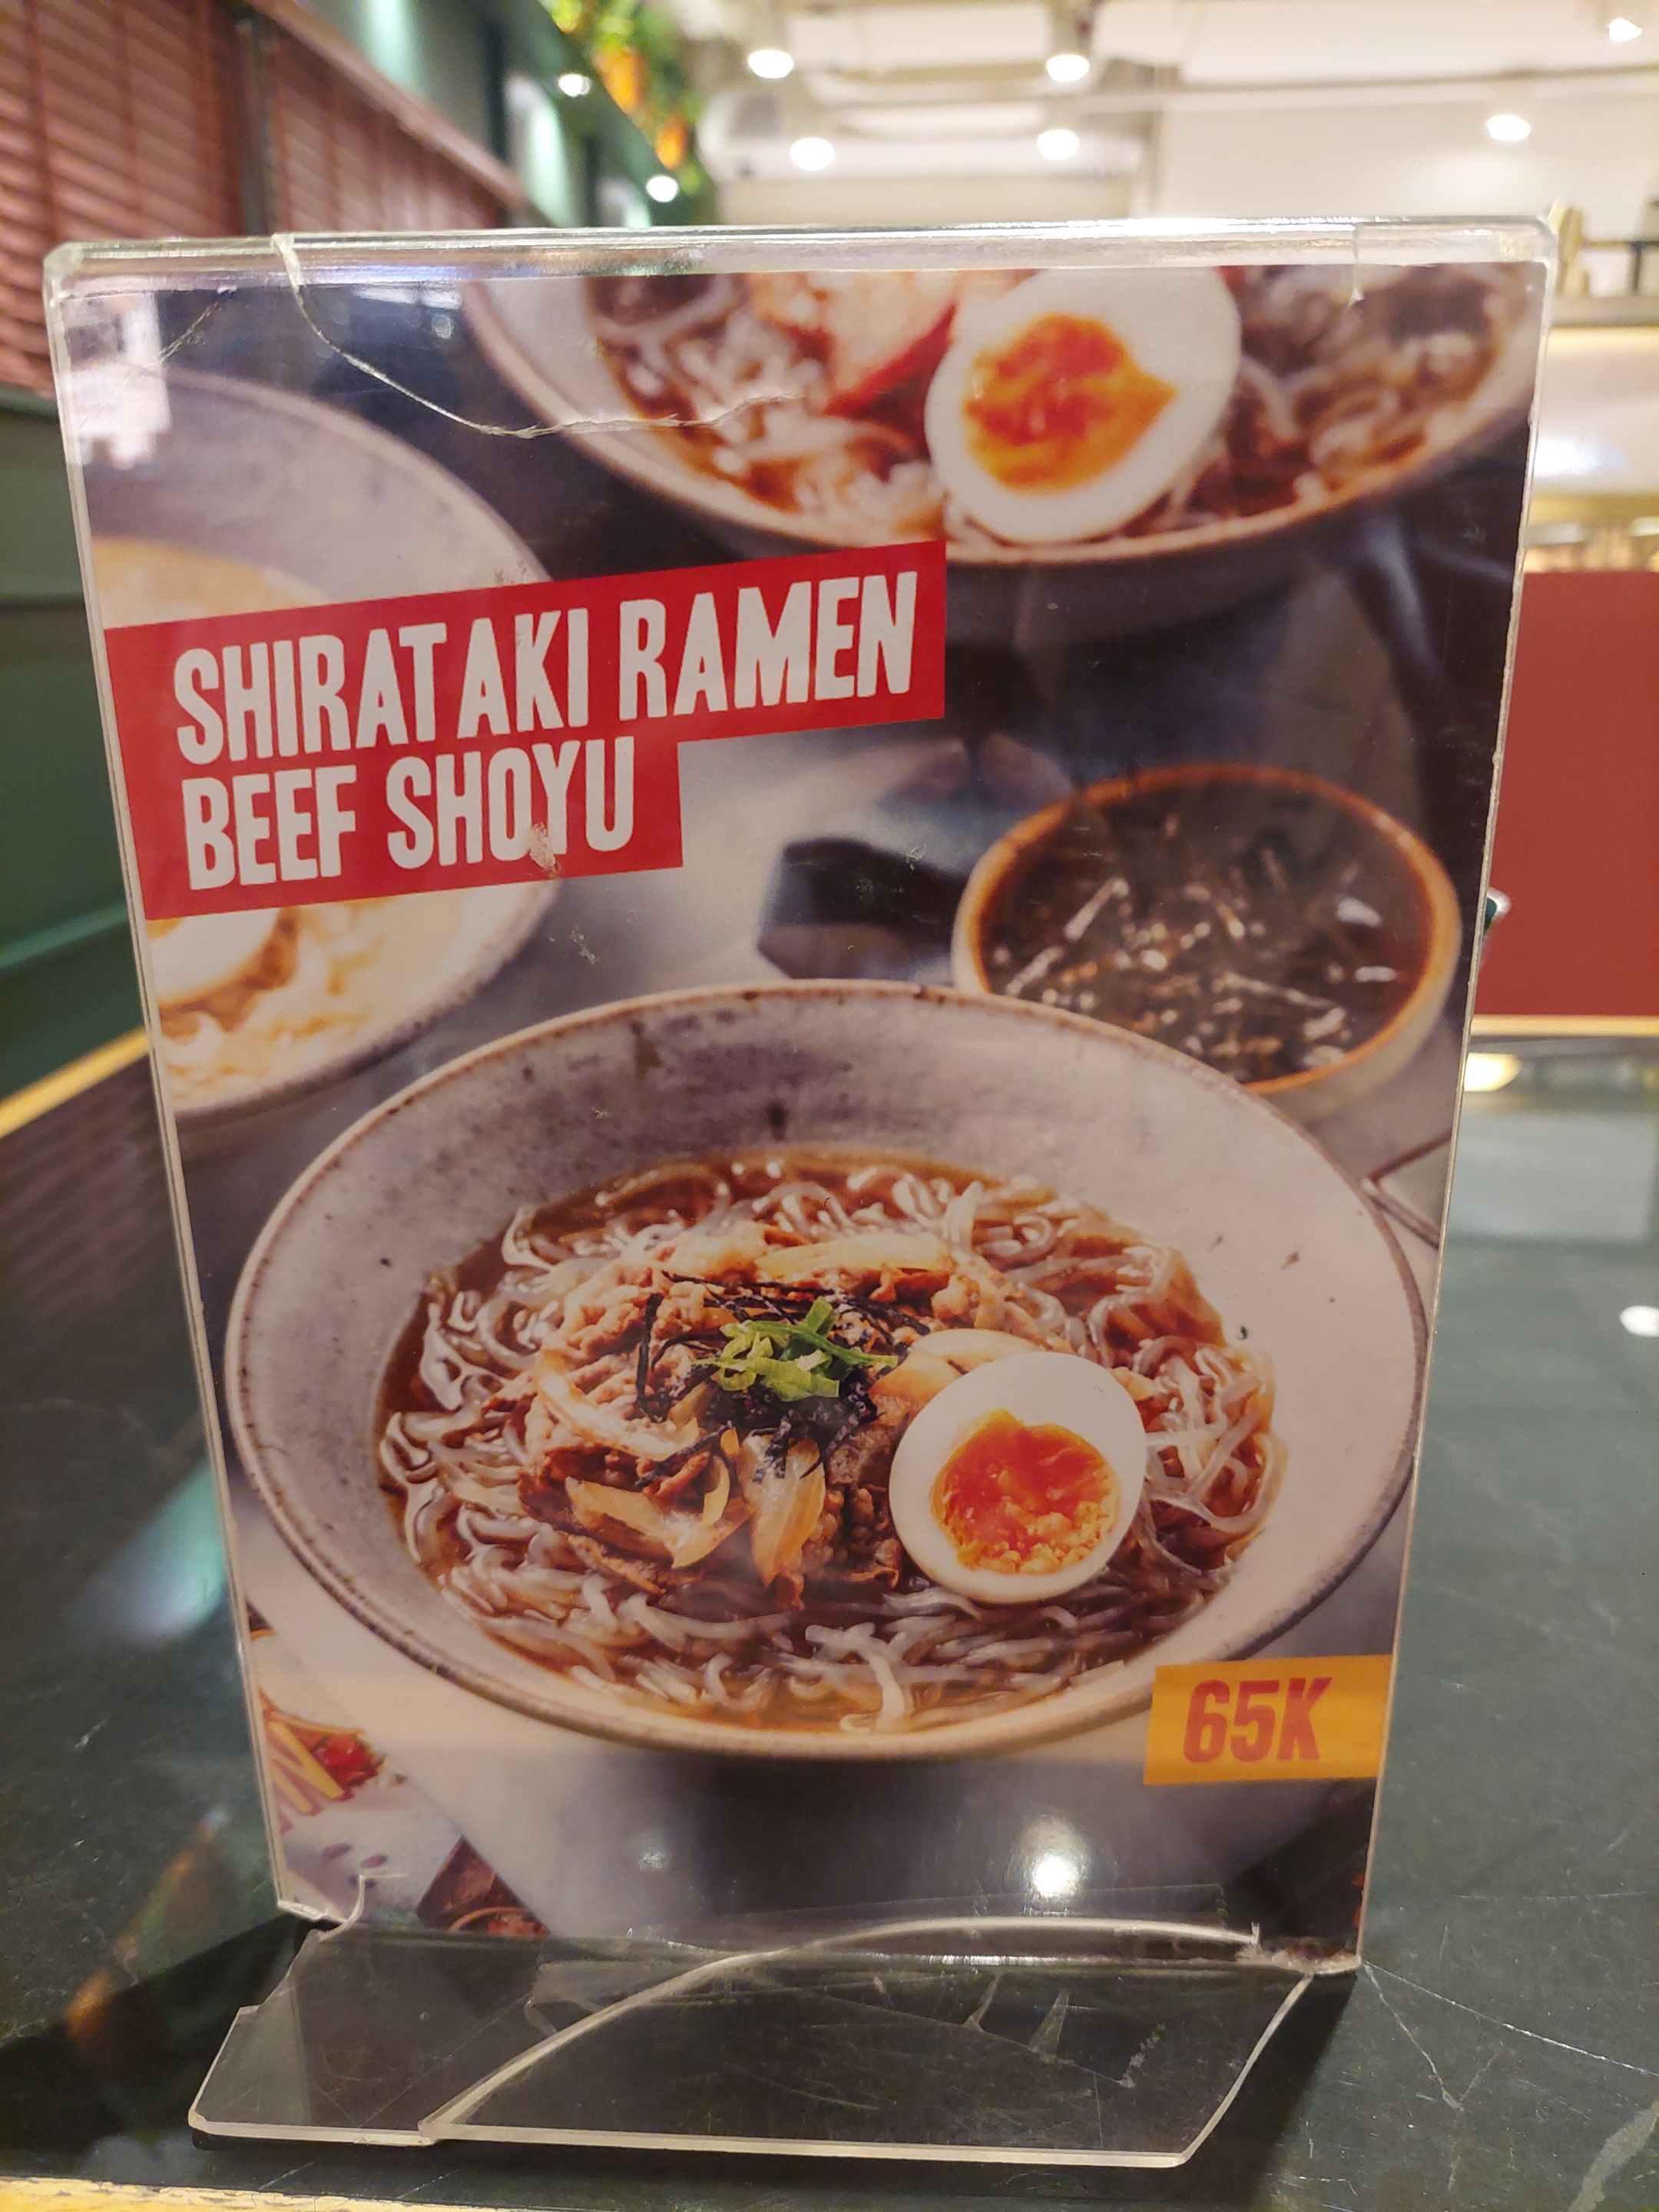 SHIRATAKI RAMEN
BEEF SHOYU
65K